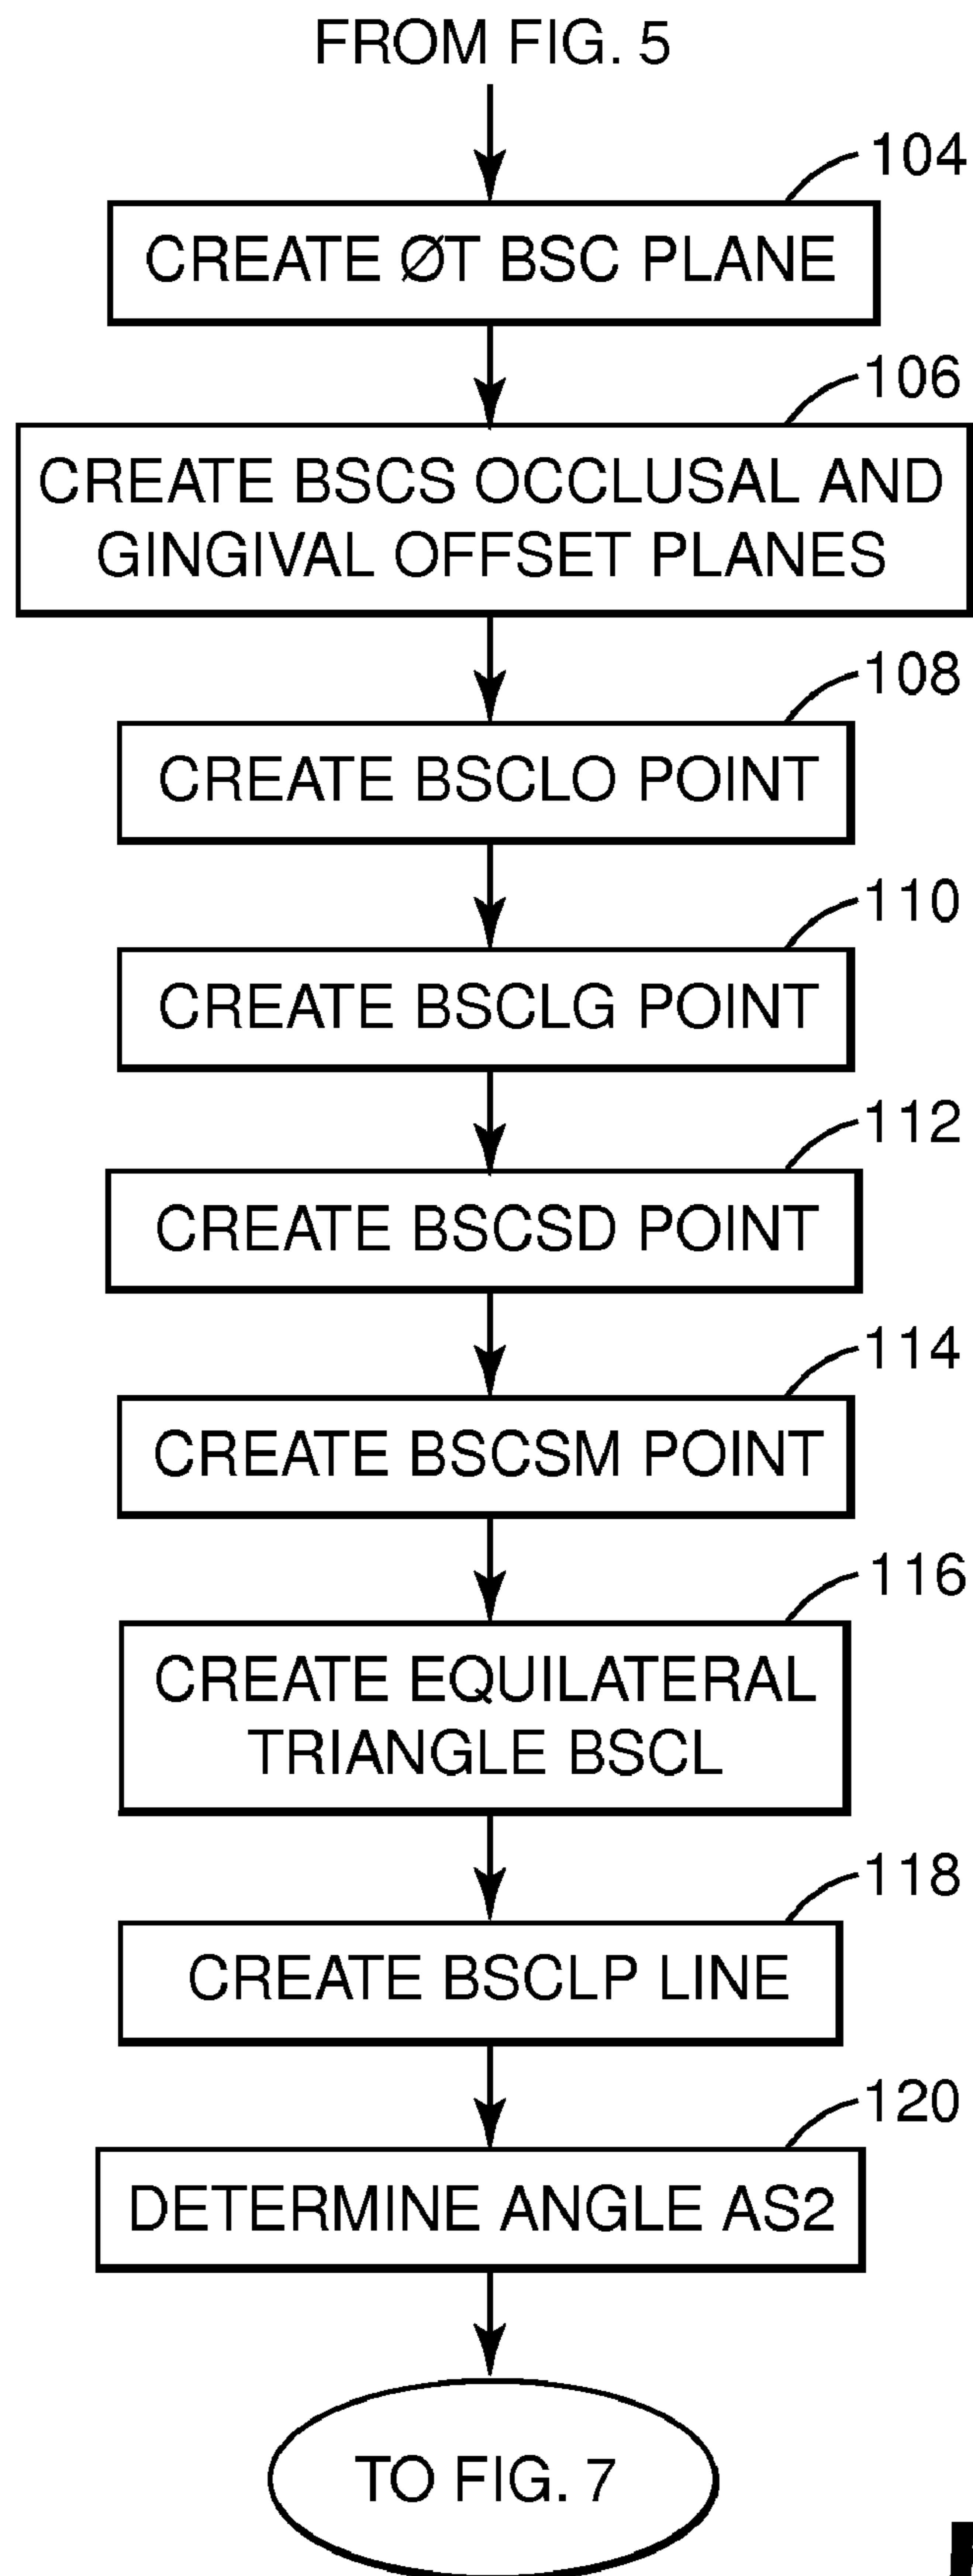 FROM FIG. 5
104
CREATE ØT BSC PLANE
106
CREATE BSCS OCCLUSAL AND
GINGIVAL OFFSET PLANES
108
CREATE BSCLO POINT
110
CREATE BSCLG POINT
112
CREATE BSCSD POINT
114
CREATE BSCSM POINT
116
CREATE EQUILATERAL
TRIANGLE BSCL
118
CREATE BSCLP LINE
120
DETERMINE ANGLE AS2
TO FIG. 7